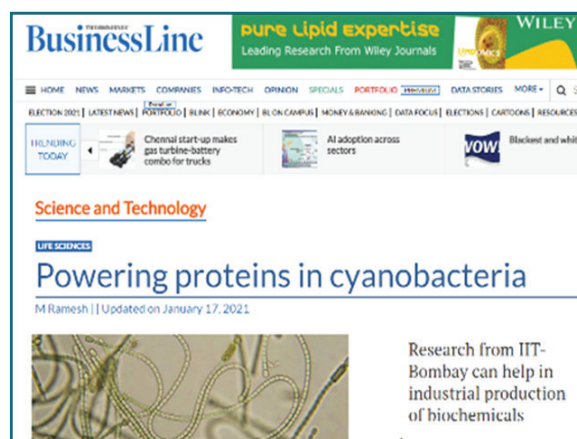 BusinessLine
pure Lipid Expertise
Leading Research From Wiley Journals
WILEY
HOME NEWS MARKETS COMPANIES INFO-TECH OPINION SPECIALS PORTFOLIO PREMIUM DATA STORIES MORE
ELECTION 2021 | LATEST NEWS | PORTFOLIO | BLINK | ECONOMY | BL ON CAMPUS | MONEY & BANKING | DATA FOCUS | ELECTIONS | CARTOONS | RESOURCES
TRENDING
TODAY
Chennai start-up makes
gas turbine-battery
combo for trucks
AI adoption across
sectors
WOW!
Blackest and whit
Science and Technology
LIFE SCIENCES
Powering proteins in cyanobacteria
M Ramesh | | Updated on January 17, 2021
Research from IIT-
Bombay can help in
industrial production
of biochemicals